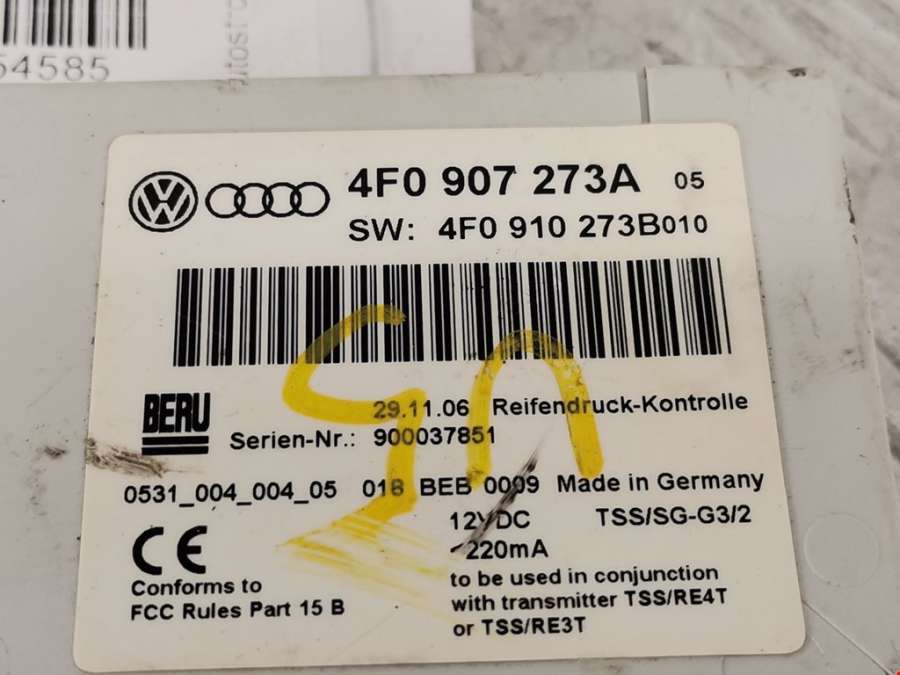 54585
4F0 907 273A 05
SW: 4F0 910 273B010
BERU
29.11.06 Reifendruck-Kontrolle
Serien-Nr.: 900037851
0531_004_004_05 018 BEB 0009 Made in Germany
12VDC TSS/SG-G3/2
220mA
CE
Conforms to
FCC Rules Part 15 B
to be used in conjunction
with transmitter TSS/RE4T
or TSS/RE3T